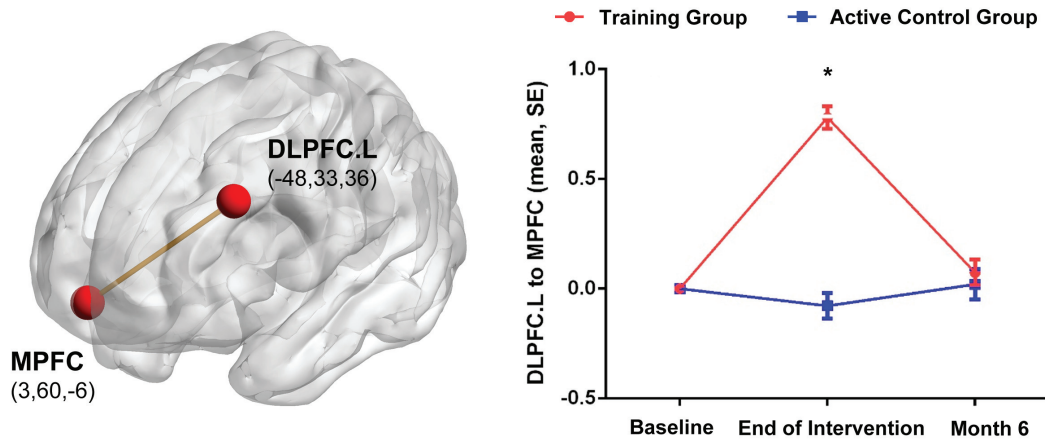 DLPFC.L
(-48,33,36)
MPFC
(3,60,-6)
Training Group
Active Control Group
*
DLPFC.L to MPFC (mean, SE)
1.0
0.5
0.0
-0.5
Baseline
End of Intervention
Month 6